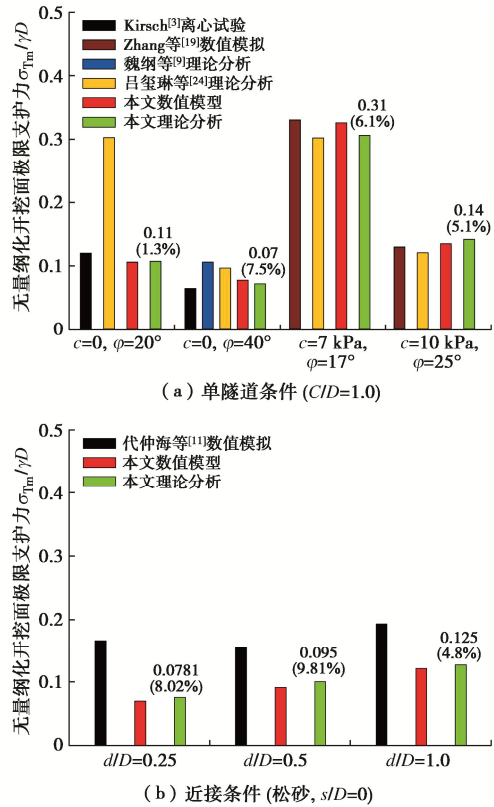 无量纲化开挖面极限支护力σTm/γD
0.5
0.4
0.3
0.2
0.1
0
Kirsch[3]离心试验
Zhang等[19]数值模拟
魏纲等[9]理论分析
吕玺琳等[24]理论分析
本文数值模型
本文理论分析
0.11
(1.3%)
0.07
(7.5%)
0.31
(6.1%)
0.14
(5.1%)
c=0, φ=20°
c=0, φ=40°
c=7 kPa,
φ=17°
c=10 kPa,
φ=25°
（a）单隧道条件 (C/D=1.0)
无量纲化开挖面极限支护力σTm/γD
0.5
0.4
0.3
0.2
0.1
0
代仲海等[11]数值模拟
本文数值模型
本文理论分析
0.0781
(8.02%)
0.095
(9.81%)
0.125
(4.8%)
d/D=0.25
d/D=0.5
d/D=1.0
（b）近接条件 (松砂, s/D=0)